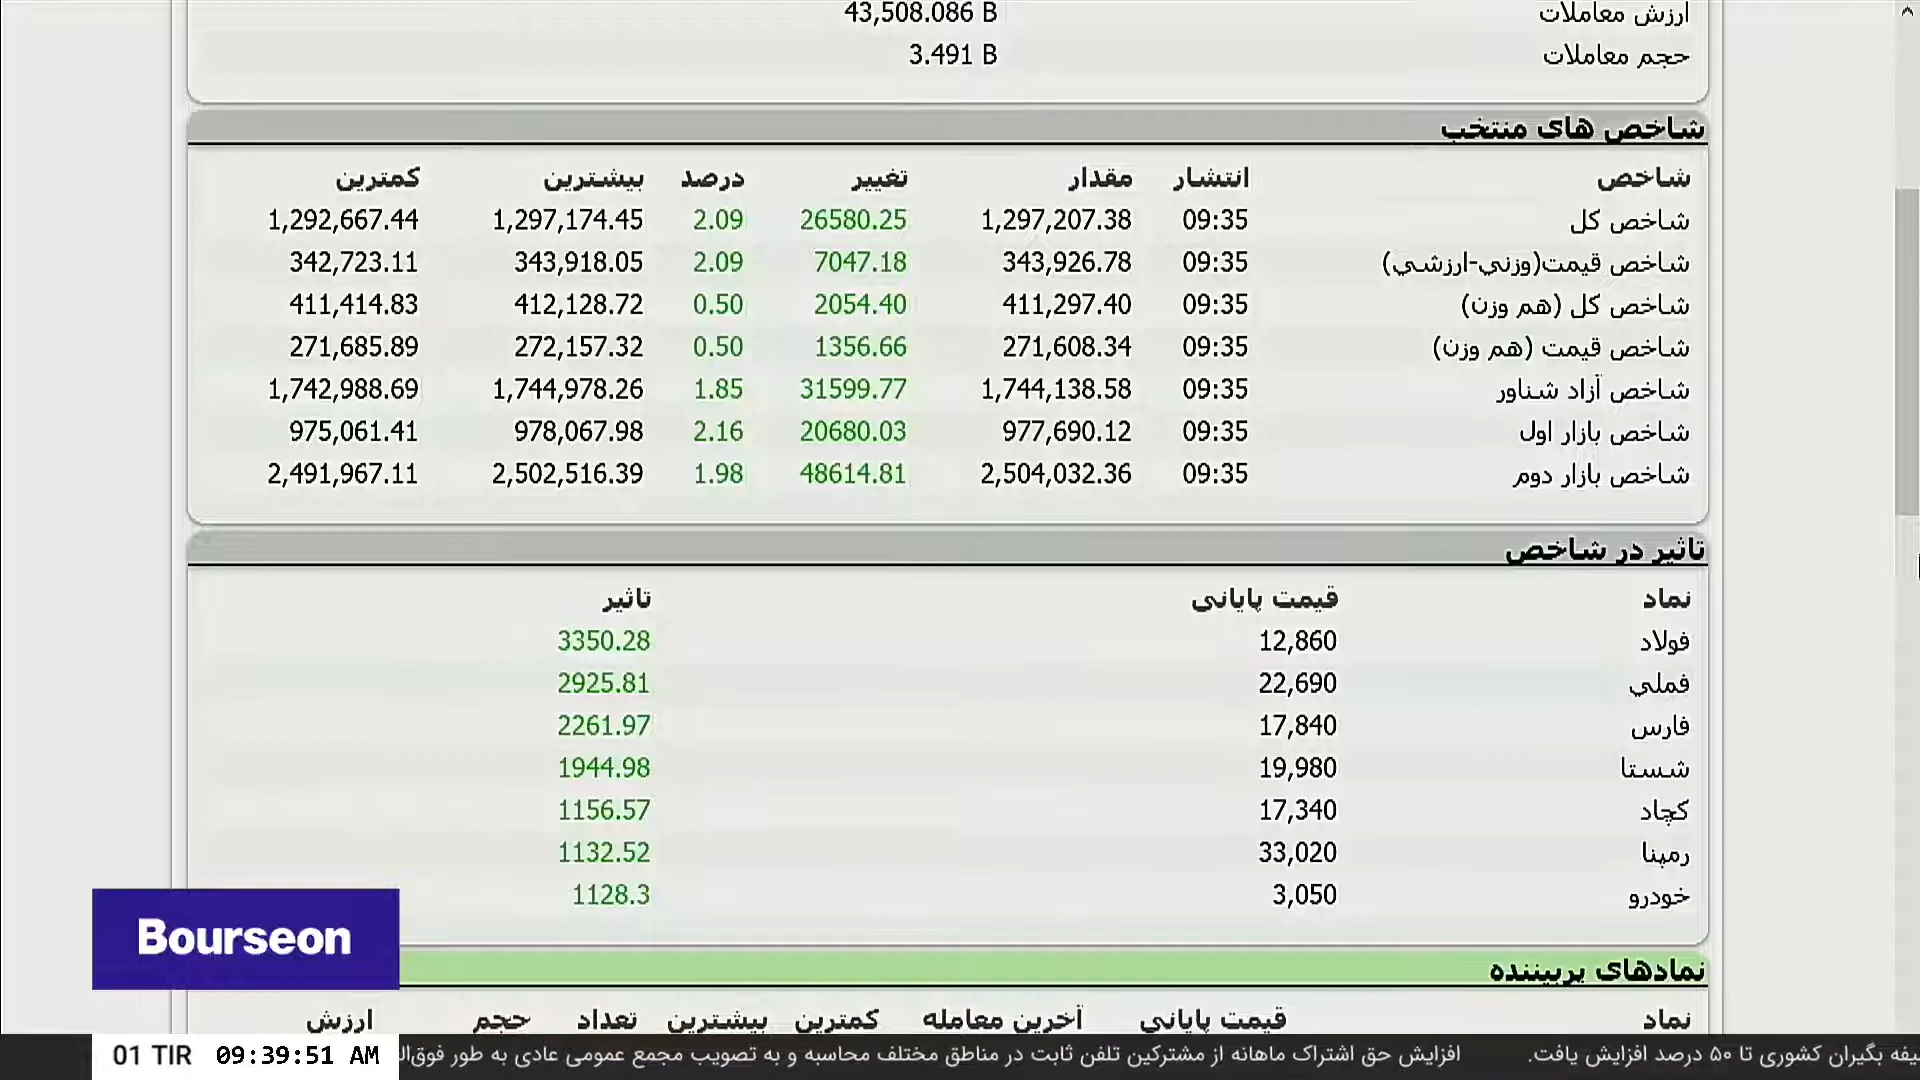 ارزش معاملات 43,508.086 B
حجم معاملات 3.491 B
شاخص های منتخب
شاخص انتشار مقدار تغییر درصد بیشترین کمترین
شاخص کل 09:35 1,297,207.38 26580.25 2.09 1,297,174.45 1,292,667.44
شاخص قيمت(وزني-ارزشي) 09:35 343,926.78 7047.18 2.09 343,918.05 342,723.11
شاخص کل (هم وزن) 09:35 411,297.40 2054.40 0.50 412,128.72 411,414.83
شاخص قيمت (هم وزن) 09:35 271,608.34 1356.66 0.50 272,157.32 271,685.89
شاخص آزاد شناور 09:35 1,744,138.58 31599.77 1.85 1,744,978.26 1,742,988.69
شاخص بازار اول 09:35 977,690.12 20680.03 2.16 978,067.98 975,061.41
شاخص بازار دوم 09:35 2,504,032.36 48614.81 1.98 2,502,516.39 2,491,967.11
تاثیر در شاخص
نماد قیمت پایانی تاثیر
فولاد 12,860 3350.28
فملي 22,690 2925.81
فارس 17,840 2261.97
شستا 19,980 1944.98
کچاد 17,340 1156.57
رمپنا 33,020 1132.52
خودرو 3,050 1128.3
Bourseon
نمادهای پربیننده
نماد قیمت پایانی آخرین معامله کمترین بیشترین تعداد حجم ارزش
بگیران کشوری تا ۵۰ درصد افزایش یافت. افزایش حق اشتراک ماهانه از مشترکین تلفن ثابت در مناطق مختلف محاسبه و به تصویب مجمع عمومی عادی به طور
01 TIR 09:39:51 AM